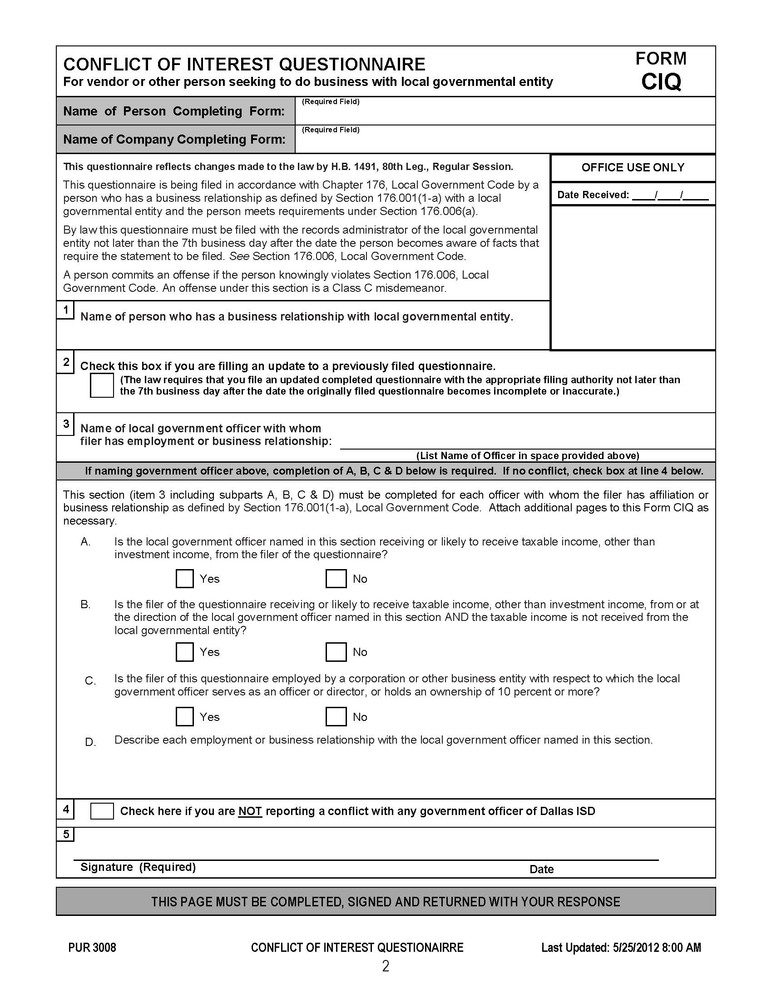 CONFLICT OF INTEREST QUESTIONNAIRE
For vendor or other person seeking to do business with local governmental entity
FORM
CIQ
Name of Person Completing Form:
(Required Field)
Name of Company Completing Form:
(Required Field)
This questionnaire reflects changes made to the law by H.B. 1491, 80th Leg., Regular Session.
This questionnaire is being filed in accordance with Chapter 176, Local Government Code by a
person who has a business relationship as defined by Section 176.001(1-a) with a local
governmental entity and the person meets requirements under Section 176.006(a).
By law this questionnaire must be filed with the records administrator of the local governmental
entity not later than the 7th business day after the date the person becomes aware of facts that
require the statement to be filed. See Section 176.006, Local Government Code.
A person commits an offense if the person knowingly violates Section 176.006, Local
Government Code. An offense under this section is a Class C misdemeanor.
OFFICE USE ONLY
Date Received: ____/____/_____
1
Name of person who has a business relationship with local governmental entity.
2
Check this box if you are filling an update to a previously filed questionnaire.
(The law requires that you file an updated completed questionnaire with the appropriate filing authority not later than
the 7th business day after the date the originally filed questionnaire becomes incomplete or inaccurate.)
3
Name of local government officer with whom
filer has employment or business relationship:
(List Name of Officer in space provided above)
If naming government officer above, completion of A, B, C & D below is required. If no conflict, check box at line 4 below.
This section (item 3 including subparts A, B, C & D) must be completed for each officer with whom the filer has affiliation or
business relationship as defined by Section 176.001(1-a), Local Government Code. Attach additional pages to this Form CIQ as
necessary.
A. Is the local government officer named in this section receiving or likely to receive taxable income, other than
investment income, from the filer of the questionnaire?
Yes No
B. Is the filer of the questionnaire receiving or likely to receive taxable income, other than investment income, from or at
the direction of the local government officer named in this section AND the taxable income is not received from the
local governmental entity?
Yes No
C. Is the filer of this questionnaire employed by a corporation or other business entity with respect to which the local
government officer serves as an officer or director, or holds an ownership of 10 percent or more?
Yes No
D. Describe each employment or business relationship with the local government officer named in this section.
4
Check here if you are NOT reporting a conflict with any government officer of Dallas ISD
5
Signature (Required) Date
THIS PAGE MUST BE COMPLETED, SIGNED AND RETURNED WITH YOUR RESPONSE
PUR 3008 CONFLICT OF INTEREST QUESTIONAIRRE Last Updated: 5/25/2012 8:00 AM
2